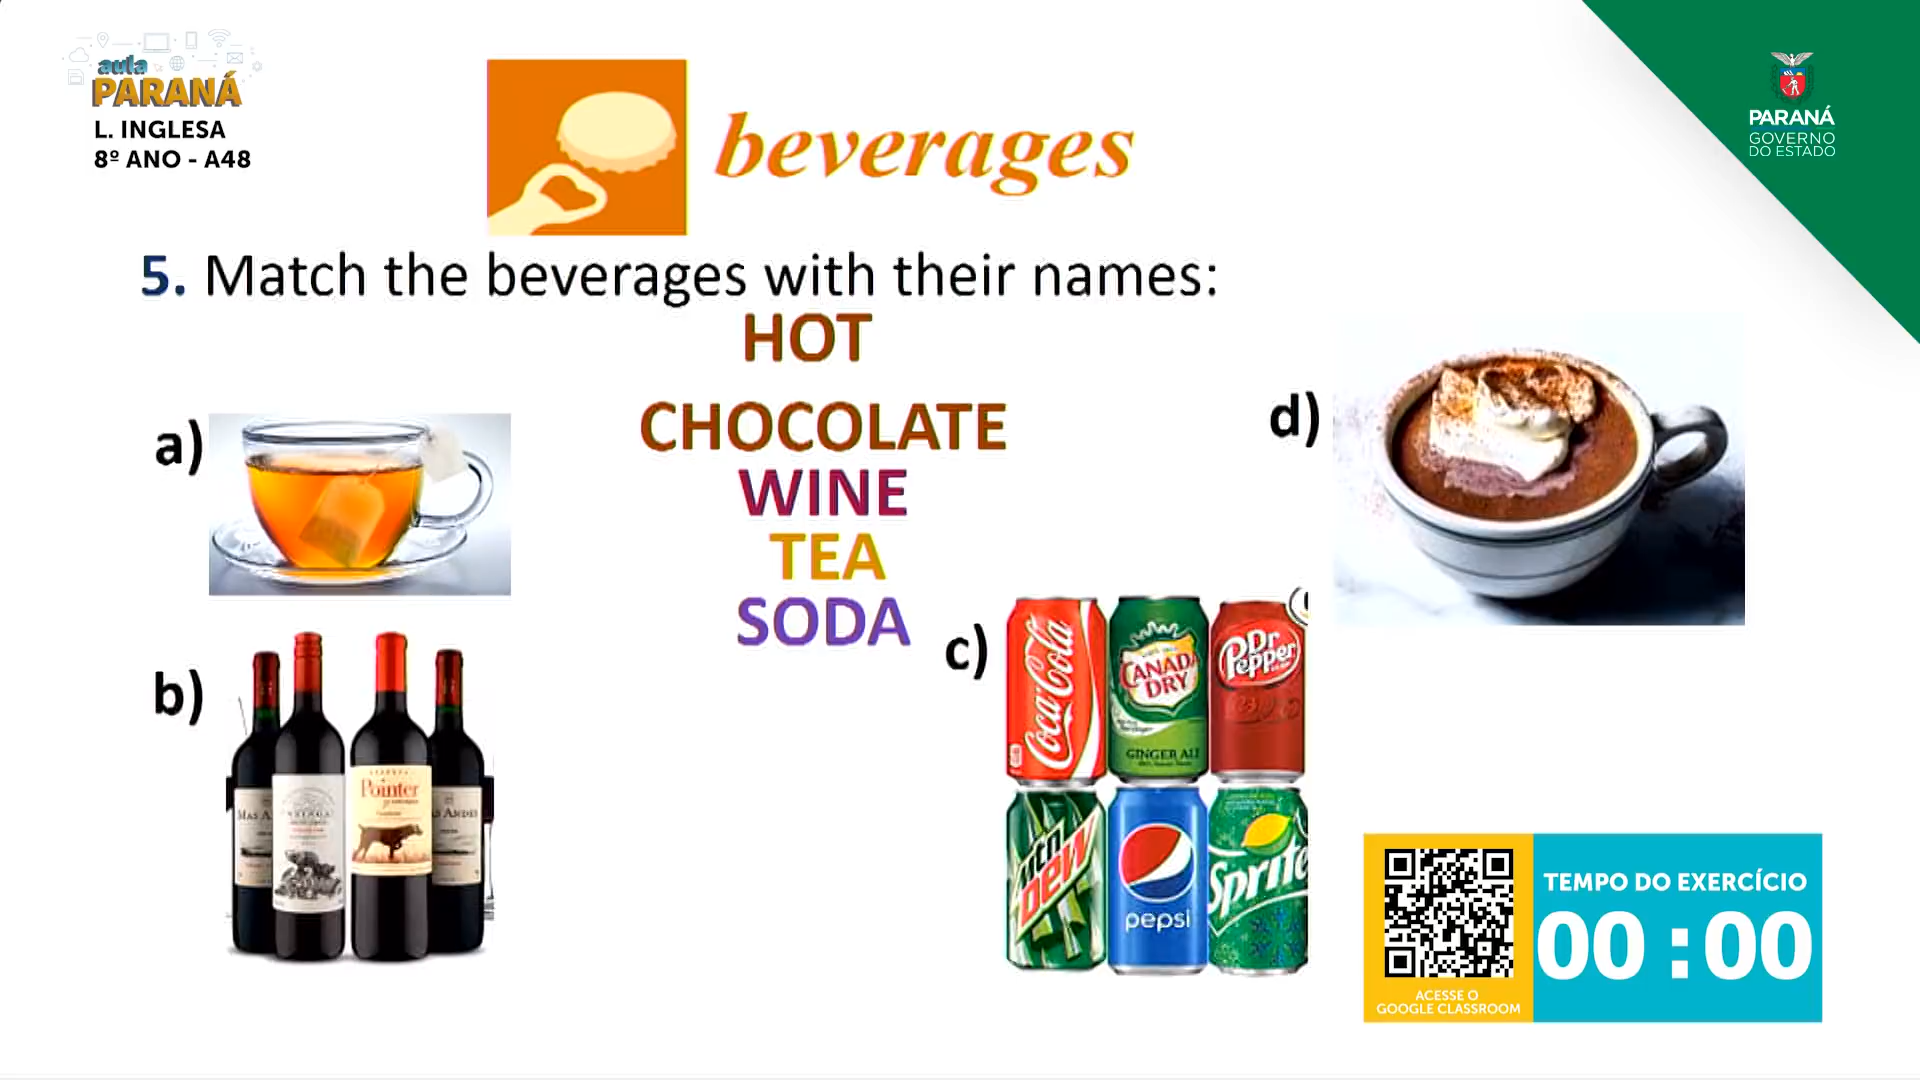 aula
PARANÁ
L. INGLESA
8º ANO - A48
beverages
PARANÁ
GOVERNO
DO ESTADO
5. Match the beverages with their names:
HOT
CHOCOLATE
WINE
TEA
SODA
a)
b)
Pointer
c)
Coca-Cola
CANADA
DRY
GINGER ALE
Dr
Pepper
23
mtn
DEW
pepsi
Sprite
d)
TEMPO DO EXERCÍCIO
00:00
ACESSE O
GOOGLE CLASSROOM